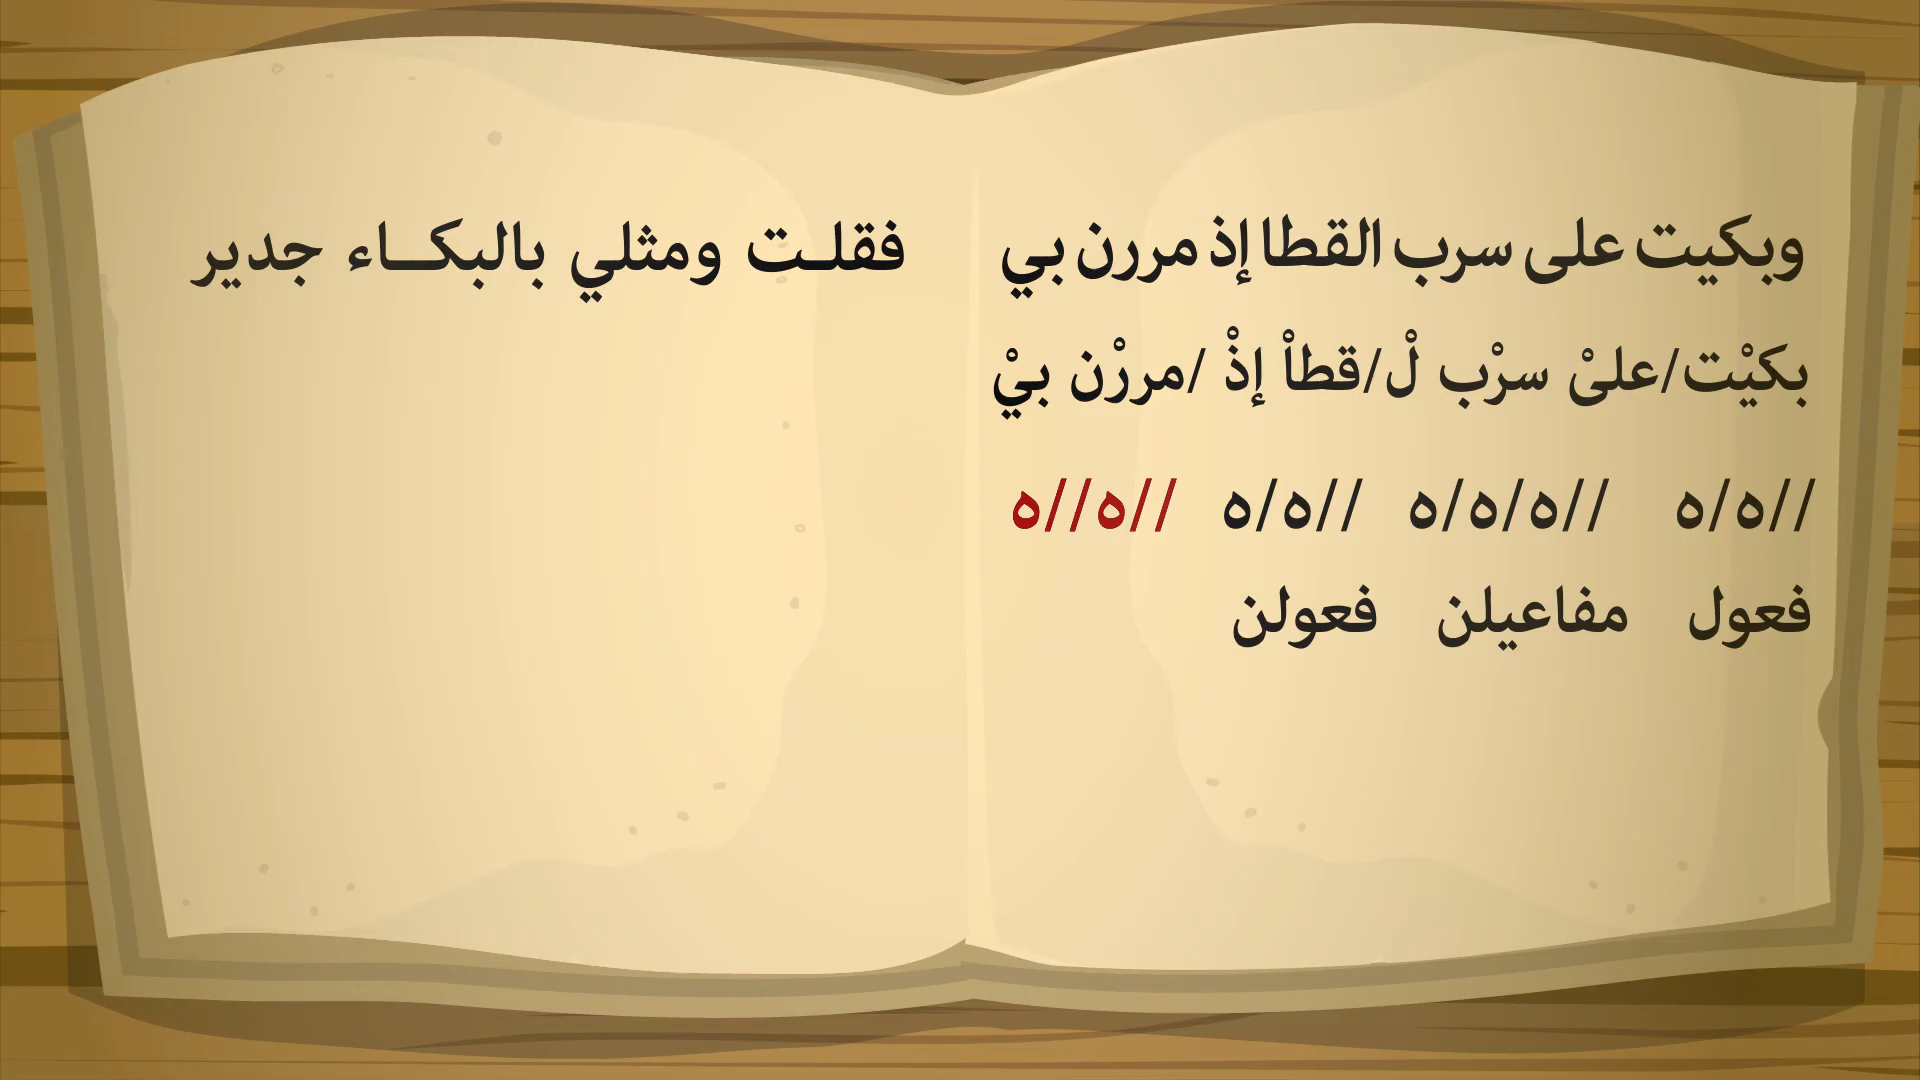 وبكيت على سرب القطا إذ مررن بي
فقلـت ومثلي بالبكــاء جدير
بكيْت/علىْ سرْب لْ/قطاْ إذْ /مررْن بيْ
//ه/ه //ه/ه/ه //ه/ه //ه//ه
فعول مفاعيلن فعولن